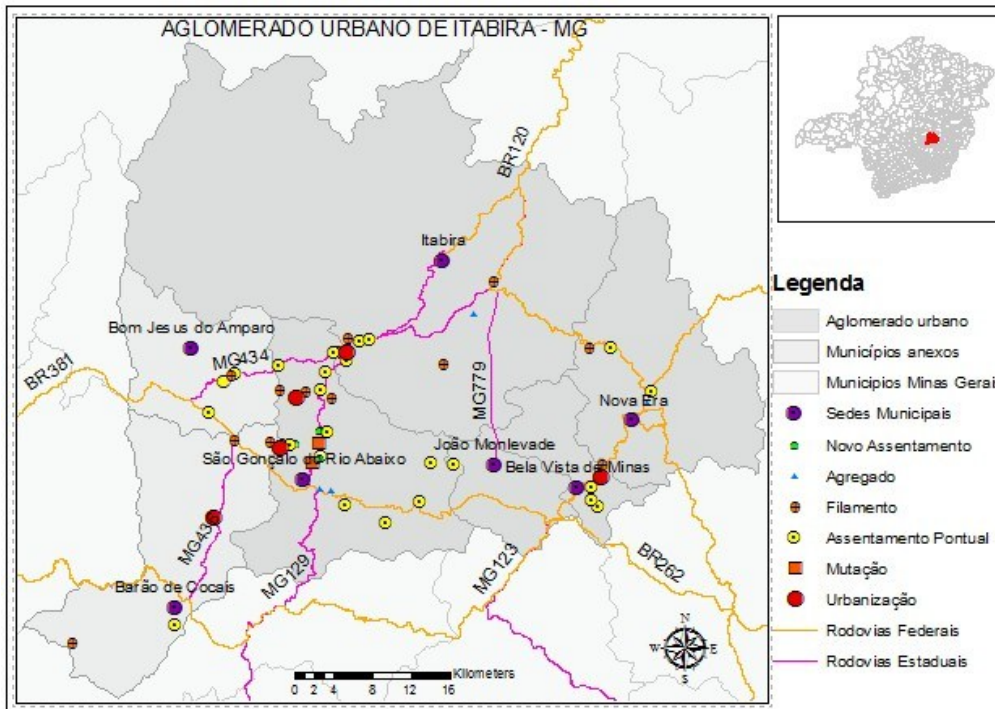 AGLOMERADO URBANO DE ITABIRA - MG
BR120
Itabira
Bom Jesus do Amparo
MG434
BR381
MG779
Nova Era
João Monlevade
São Gonçalo do Rio Abaixo
Bela Vista de Minas
MG43
MG129
MG123
BR262
Barão de Cocais
N
W
E
S
Kilometers
0 2 4 8 12 16
Legenda
Aglomerado urbano
Municípios anexos
Municipios Minas Gerai
Sedes Municipais
Novo Assentamento
Agregado
Filamento
Assentamento Pontual
Mutação
Urbanização
Rodovias Federais
Rodovias Estaduais